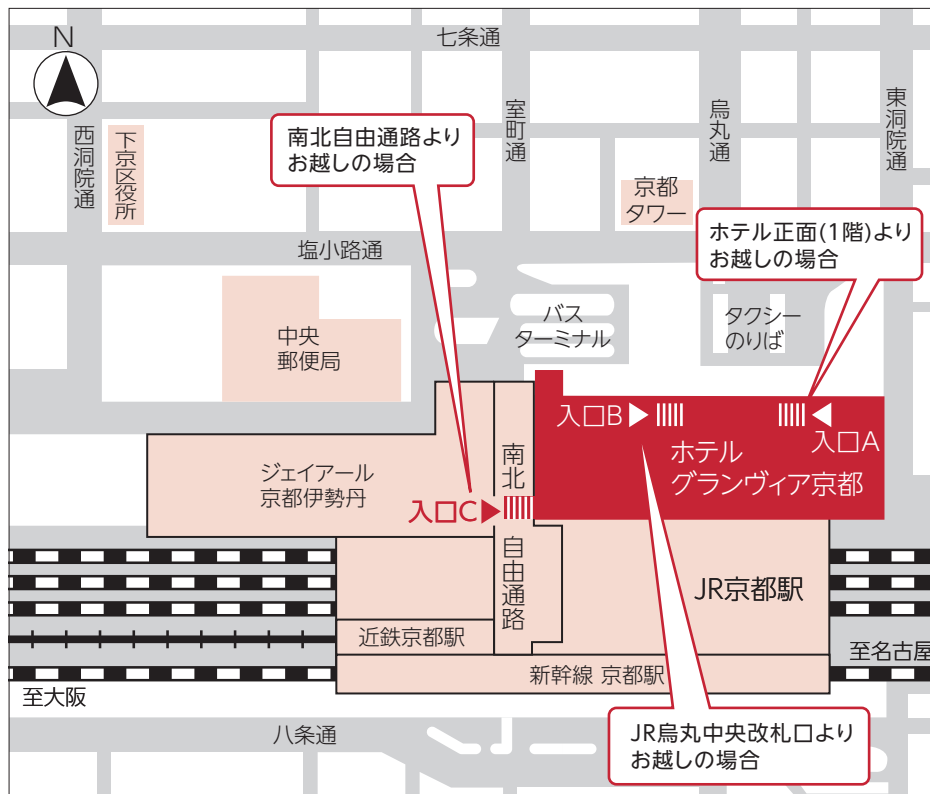 N
七条通
西洞院通
下京区役所
南北自由通路より
お越しの場合
室町通
烏丸通
東洞院通
京都
タワー
ホテル正面(1階)より
お越しの場合
塩小路通
中央
郵便局
バス
ターミナル
タクシー
のりば
入口B
入口A
ホテル
グランヴィア京都
ジェイアール
京都伊勢丹
入口C
南北自由通路
JR京都駅
近鉄京都駅
新幹線 京都駅
至名古屋
至大阪
八条通
JR烏丸中央改札口より
お越しの場合